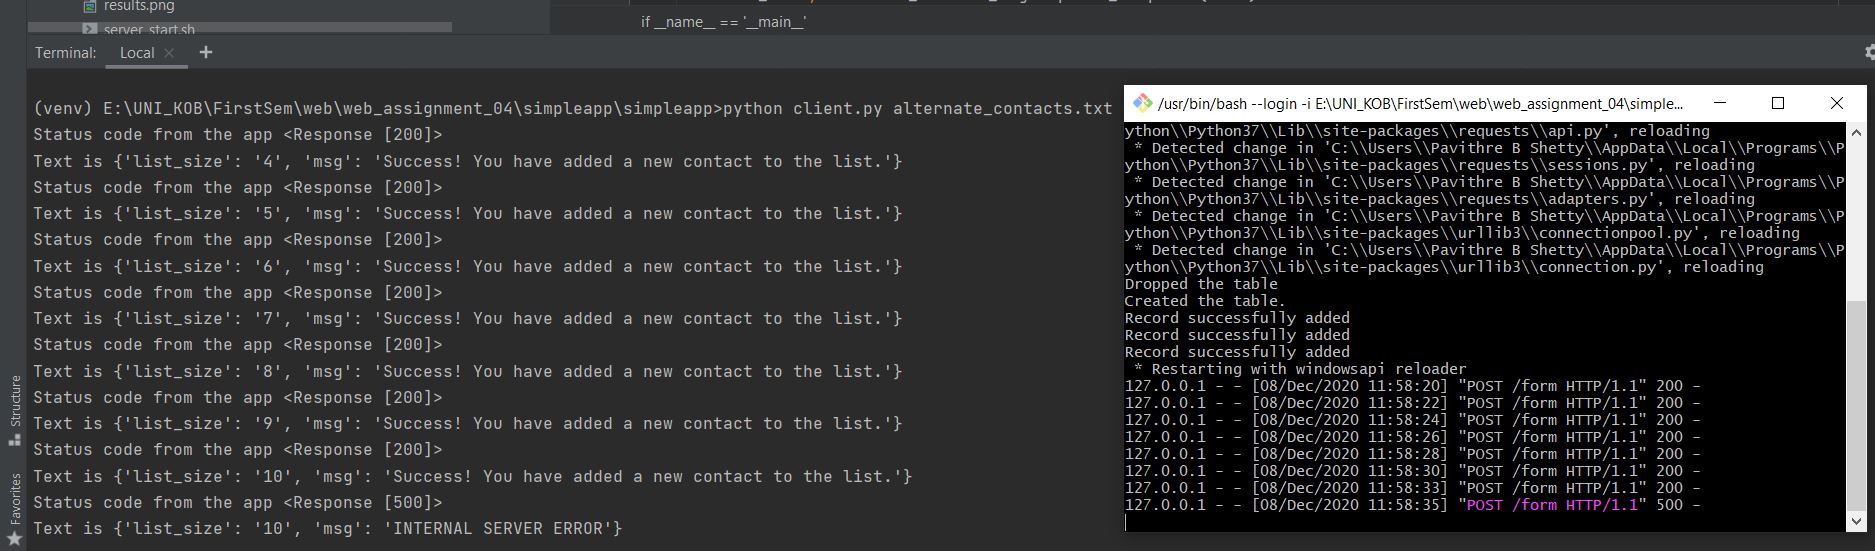 results.png
server_start.sh
if __name__ == '__main__'
Terminal: Local × +
(venv) E:\UNI_KOB\FirstSem\web\web_assignment_04\simpleapp\simpleapp>python client.py alternate_contacts.txt
Status code from the app <Response [200]>
Text is {'list_size': '4', 'msg': 'Success! You have added a new contact to the list.'}
Status code from the app <Response [200]>
Text is {'list_size': '5', 'msg': 'Success! You have added a new contact to the list.'}
Status code from the app <Response [200]>
Text is {'list_size': '6', 'msg': 'Success! You have added a new contact to the list.'}
Status code from the app <Response [200]>
Text is {'list_size': '7', 'msg': 'Success! You have added a new contact to the list.'}
Status code from the app <Response [200]>
Text is {'list_size': '8', 'msg': 'Success! You have added a new contact to the list.'}
Status code from the app <Response [200]>
Text is {'list_size': '9', 'msg': 'Success! You have added a new contact to the list.'}
Status code from the app <Response [200]>
Text is {'list_size': '10', 'msg': 'Success! You have added a new contact to the list.'}
Status code from the app <Response [500]>
Text is {'list_size': '10', 'msg': 'INTERNAL SERVER ERROR'}
Structure
Favorites
/usr/bin/bash --login -i E:\UNI_KOB\FirstSem\web\web_assignment_04\simple...
ython\\Python37\\Lib\\site-packages\\requests\\api.py', reloading
 * Detected change in 'C:\\Users\\Pavithre B Shetty\\AppData\\Local\\Programs\\P
ython\\Python37\\Lib\\site-packages\\requests\\sessions.py', reloading
 * Detected change in 'C:\\Users\\Pavithre B Shetty\\AppData\\Local\\Programs\\P
ython\\Python37\\Lib\\site-packages\\requests\\adapters.py', reloading
 * Detected change in 'C:\\Users\\Pavithre B Shetty\\AppData\\Local\\Programs\\P
ython\\Python37\\Lib\\site-packages\\urllib3\\connectionpool.py', reloading
 * Detected change in 'C:\\Users\\Pavithre B Shetty\\AppData\\Local\\Programs\\P
ython\\Python37\\Lib\\site-packages\\urllib3\\connection.py', reloading
Dropped the table
Created the table.
Record successfully added
Record successfully added
Record successfully added
 * Restarting with windowsapi reloader
127.0.0.1 - - [08/Dec/2020 11:58:20] "POST /form HTTP/1.1" 200 -
127.0.0.1 - - [08/Dec/2020 11:58:22] "POST /form HTTP/1.1" 200 -
127.0.0.1 - - [08/Dec/2020 11:58:24] "POST /form HTTP/1.1" 200 -
127.0.0.1 - - [08/Dec/2020 11:58:26] "POST /form HTTP/1.1" 200 -
127.0.0.1 - - [08/Dec/2020 11:58:28] "POST /form HTTP/1.1" 200 -
127.0.0.1 - - [08/Dec/2020 11:58:30] "POST /form HTTP/1.1" 200 -
127.0.0.1 - - [08/Dec/2020 11:58:33] "POST /form HTTP/1.1" 200 -
127.0.0.1 - - [08/Dec/2020 11:58:35] "POST /form HTTP/1.1" 500 -